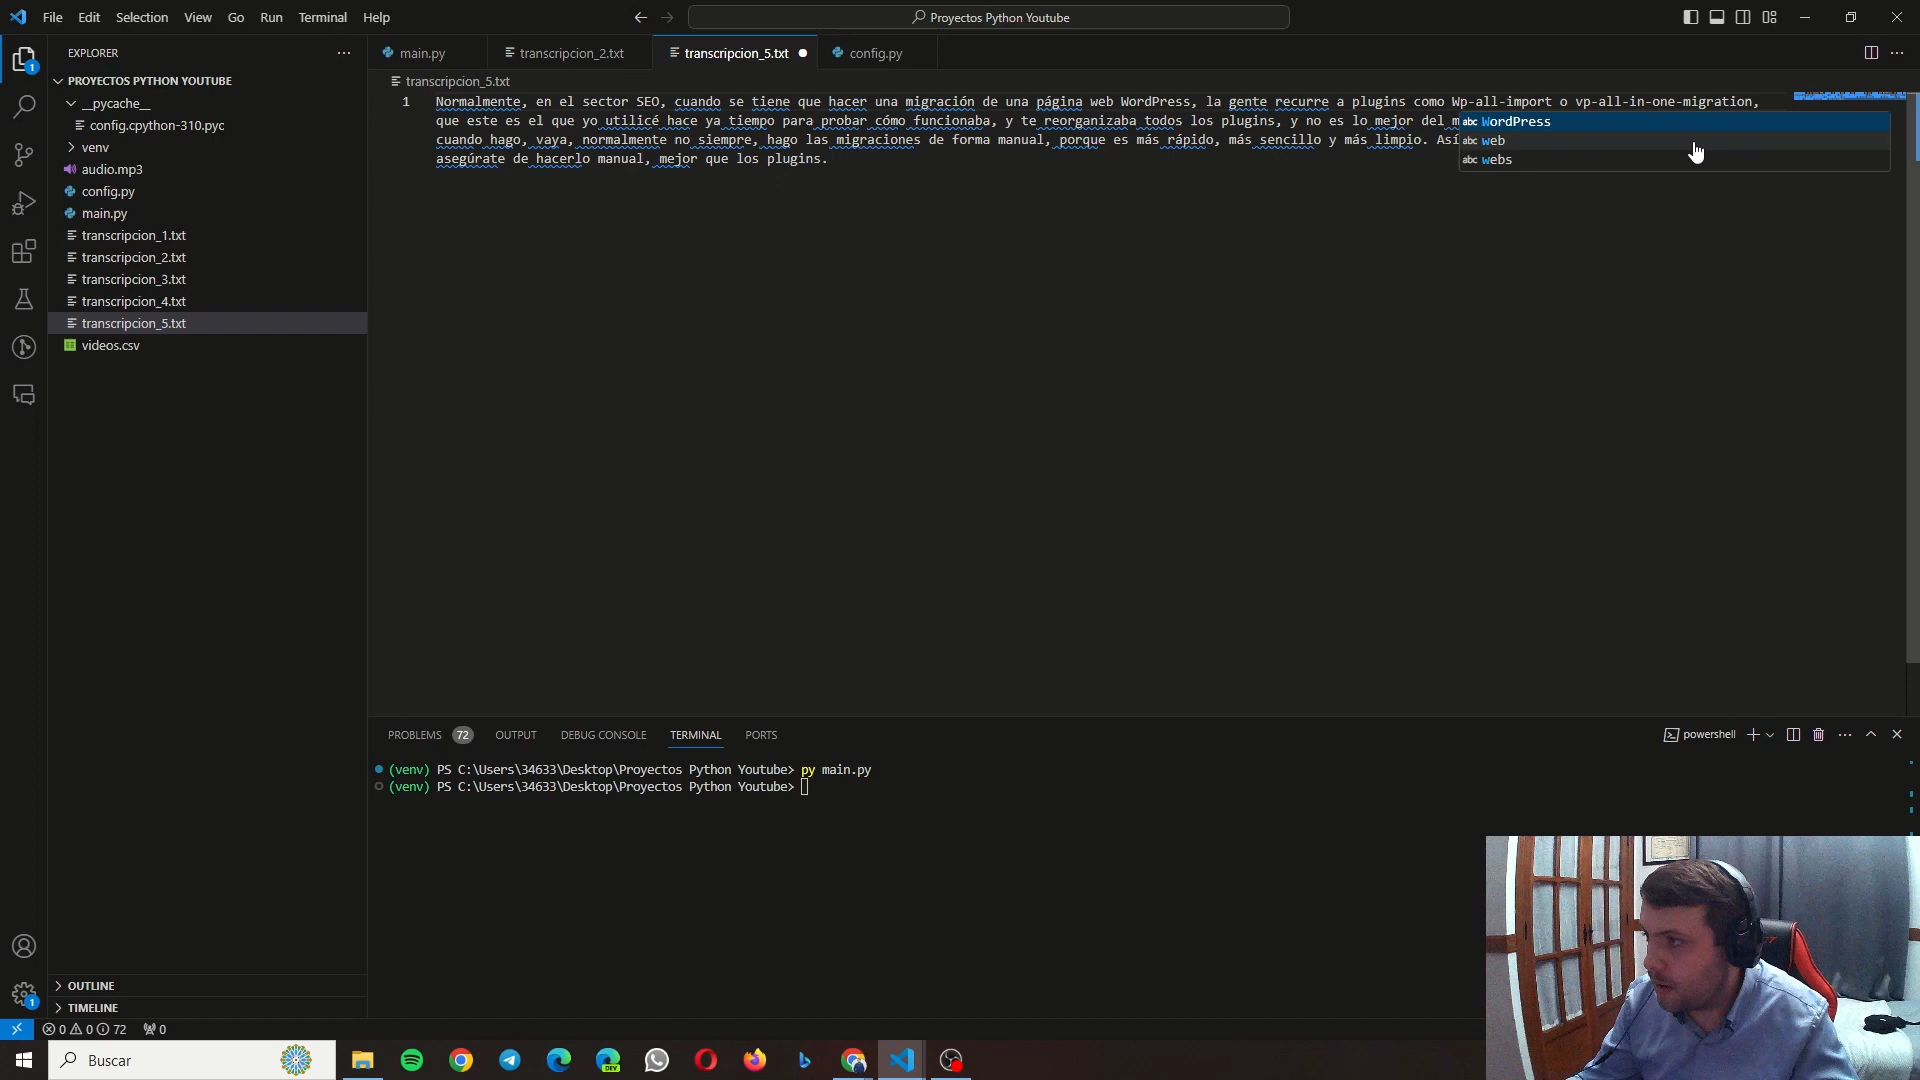 File Edit Selection View Go Run Terminal Help
Proyectos Python Youtube
EXPLORER
main.py
transcripcion_2.txt
transcripcion_5.txt
config.py
PROYECTOS PYTHON YOUTUBE
transcripcion_5.txt
__pycache__
config.cpython-310.pyc
venv
audio.mp3
config.py
main.py
transcripcion_1.txt
transcripcion_2.txt
transcripcion_3.txt
transcripcion_4.txt
transcripcion_5.txt
videos.csv
1
Normalmente, en el sector SEO, cuando se tiene que hacer una migración de una página web WordPress, la gente recurre a plugins como Wp-all-import o vp-all-in-one-migration,
que este es el que yo utilicé hace ya tiempo para probar cómo funcionaba, y te reorganizaba todos los plugins, y no es lo mejor del
cuando hago, vaya, normalmente no siempre, hago las migraciones de forma manual, porque es más rápido, más sencillo y más limpio. Así
asegúrate de hacerlo manual, mejor que los plugins.
abc WordPress
abc web
abc webs
PROBLEMS 72 OUTPUT DEBUG CONSOLE TERMINAL PORTS
powershell
(venv) PS C:\Users\34633\Desktop\Proyectos Python Youtube> py main.py
(venv) PS C:\Users\34633\Desktop\Proyectos Python Youtube>
OUTLINE
TIMELINE
1
1
0 0 72 0
Buscar
DEV